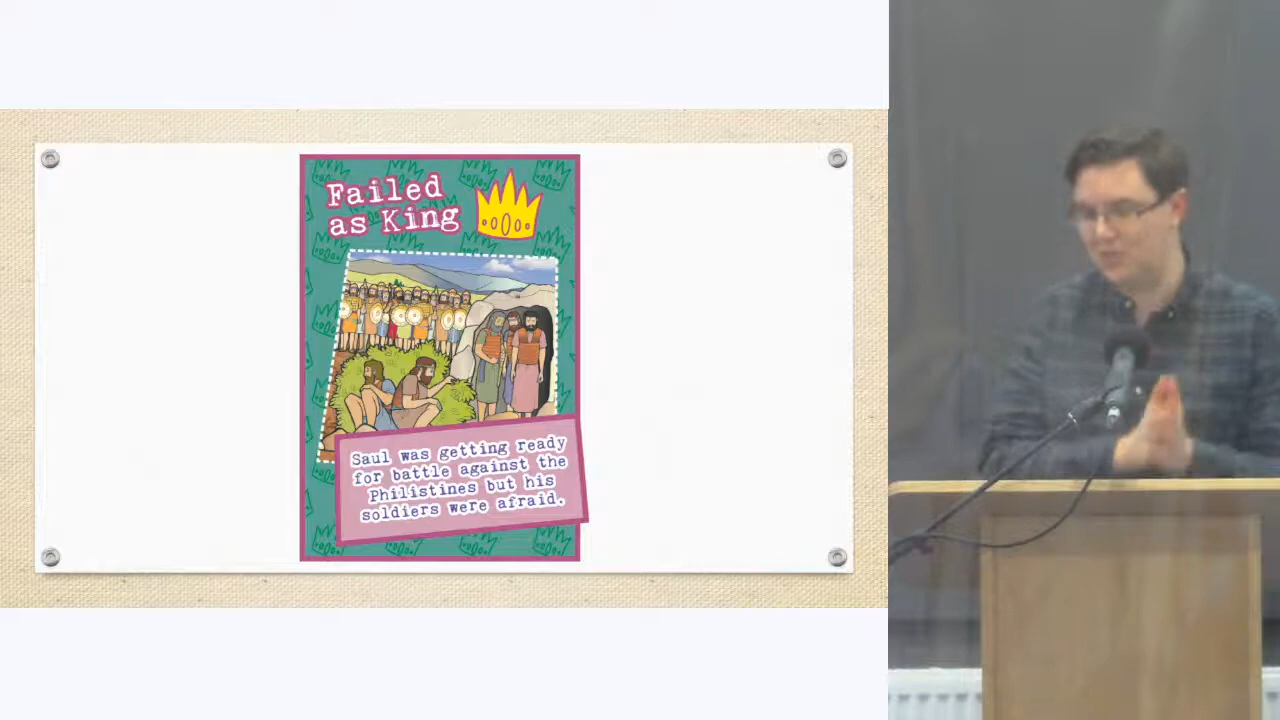 Failed
as King
Saul was getting ready
for battle against the
Philistines but his
soldiers were afraid.